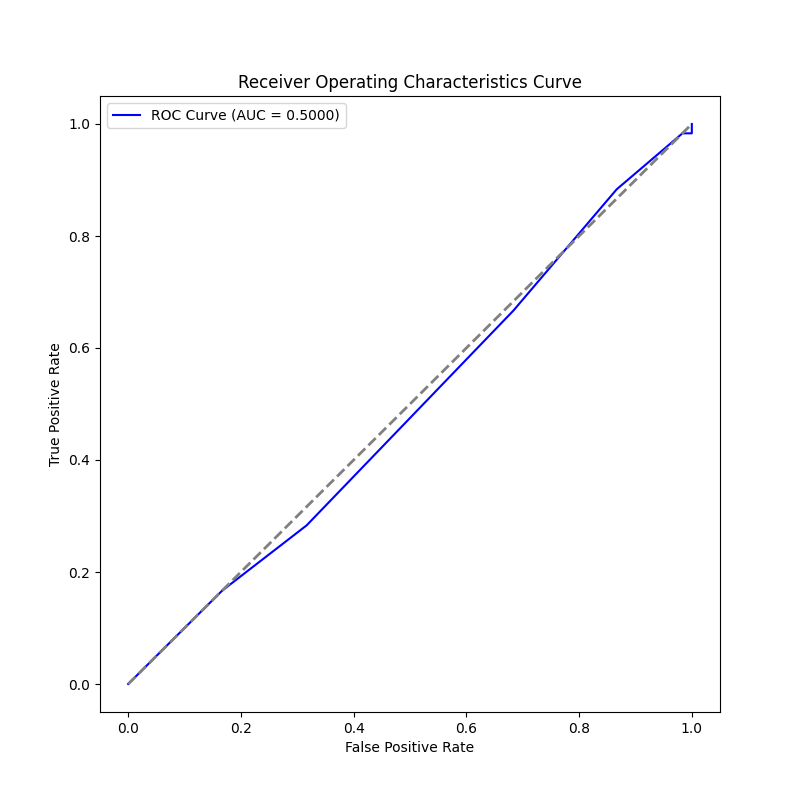 Receiver Operating Characteristics Curve
ROC Curve (AUC = 0.5000)
1.0
0.8
0.6
0.4
0.2
0.0
True Positive Rate
0.0 0.2 0.4 0.6 0.8 1.0
False Positive Rate